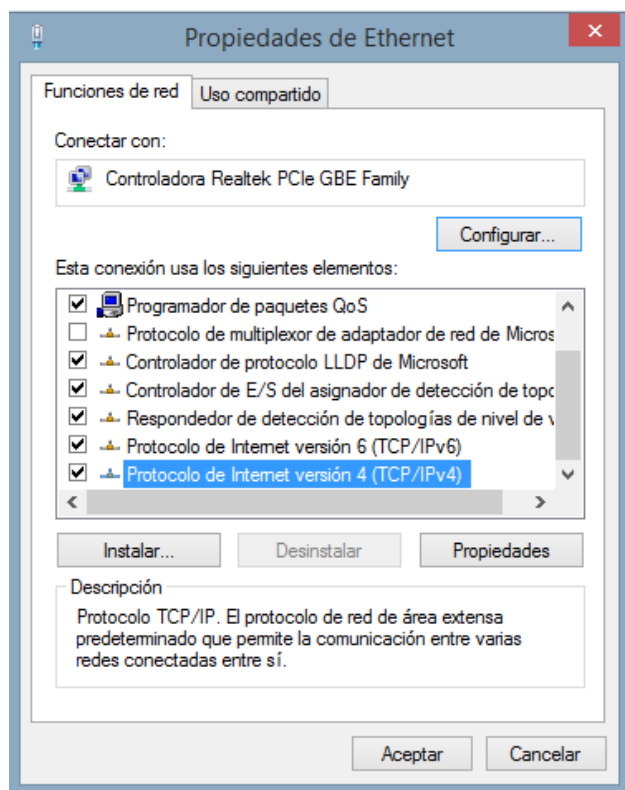 Propiedades de Ethernet
Funciones de red
Uso compartido
Conectar con:
Controladora Realtek PCIe GBE Family
Configurar...
Esta conexión usa los siguientes elementos:
Programador de paquetes QoS
Protocolo de multiplexor de adaptador de red de Micros
Controlador de protocolo LLDP de Microsoft
Controlador de E/S del asignador de detección de topo
Respondedor de detección de topologías de nivel de v
Protocolo de Internet versión 6 (TCP/IPv6)
Protocolo de Internet versión 4 (TCP/IPv4)
Instalar...
Desinstalar
Propiedades
Descripción
Protocolo TCP/IP. El protocolo de red de área extensa
predeterminado que permite la comunicación entre varias
redes conectadas entre sí.
Aceptar
Cancelar